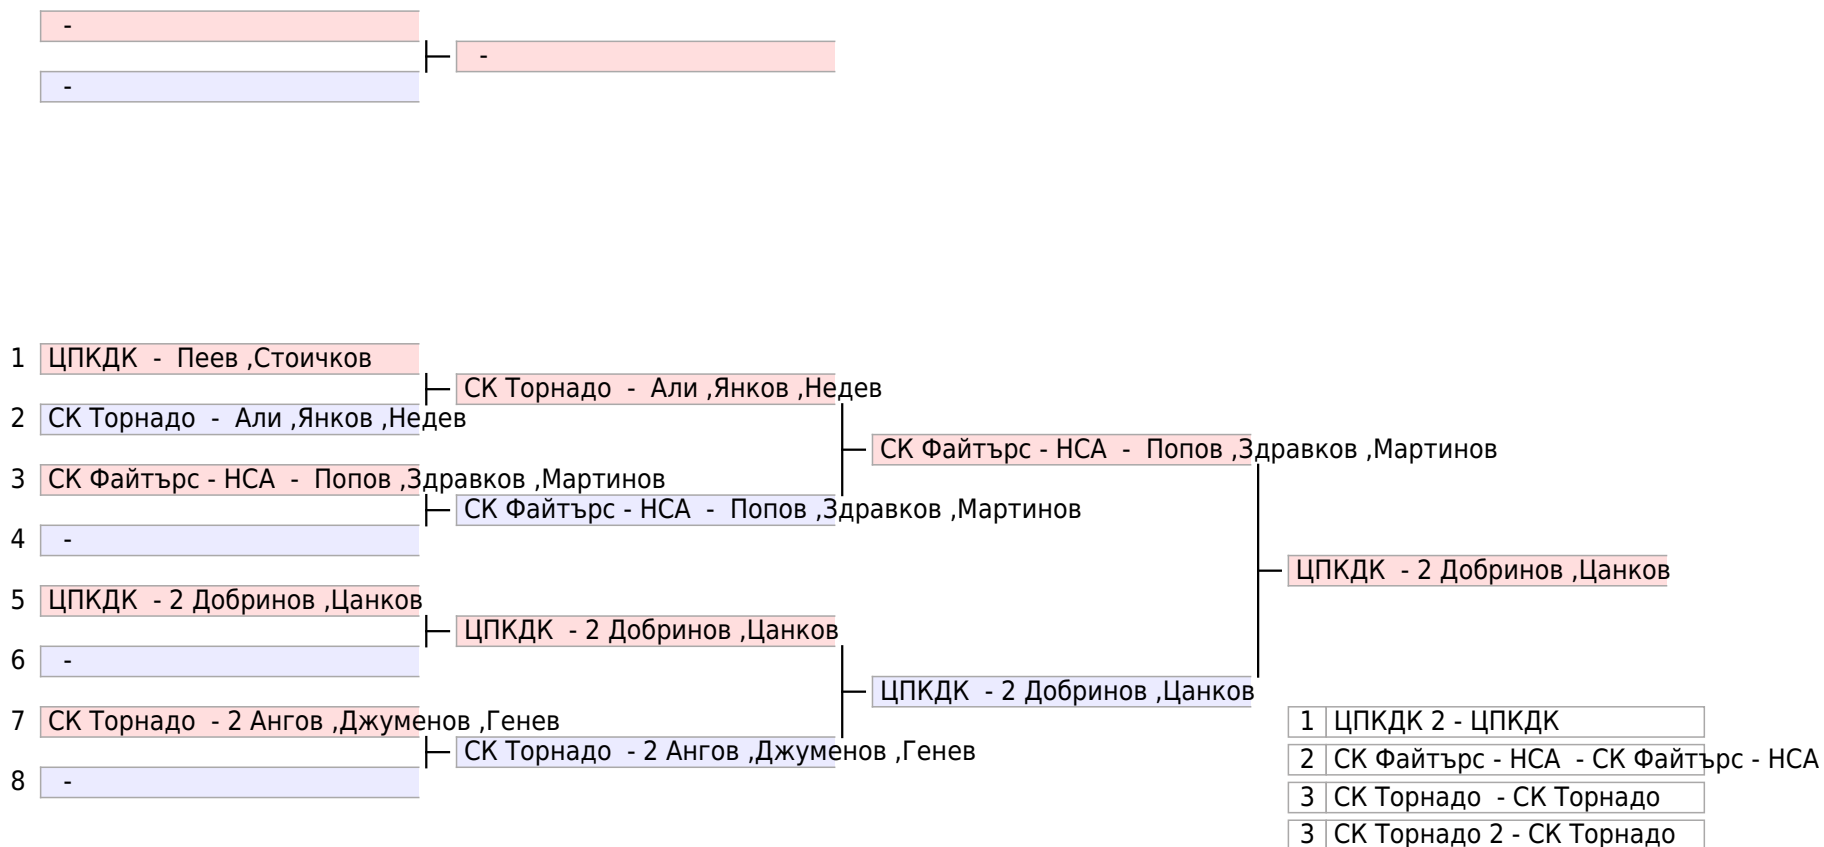 -
-
-
1 ЦПКДК - Пеев ,Стоичков
СК Торнадо - Али ,Янков ,Недев
2 СК Торнадо - Али ,Янков ,Недев
СК Файтърс - НСА - Попов ,Здравков ,Мартинов
3 СК Файтърс - НСА - Попов ,Здравков ,Мартинов
СК Файтърс - НСА - Попов ,Здравков ,Мартинов
4 -
ЦПКДК - 2 Добринов ,Цанков
5 ЦПКДК - 2 Добринов ,Цанков
ЦПКДК - 2 Добринов ,Цанков
6 -
ЦПКДК - 2 Добринов ,Цанков
7 СК Торнадо - 2 Ангов ,Джуменов ,Генев
СК Торнадо - 2 Ангов ,Джуменов ,Генев
8 -
1 ЦПКДК 2 - ЦПКДК
2 СК Файтърс - НСА - СК Файтърс - НСА
3 СК Торнадо - СК Торнадо
3 СК Торнадо 2 - СК Торнадо